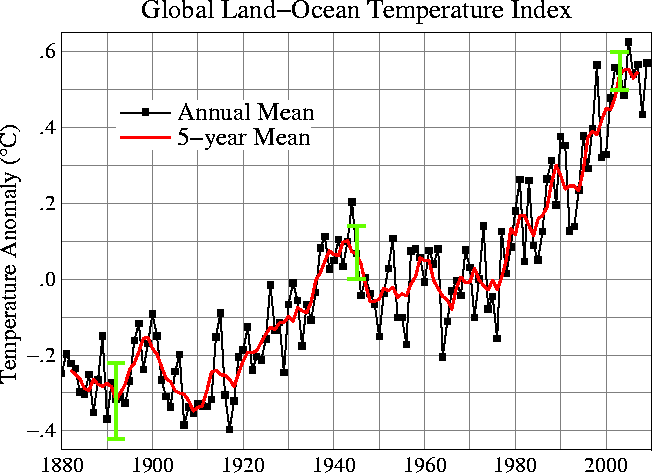 Global Land−Ocean Temperature Index
.6
.4
.2
.0
−.2
−.4
Temperature Anomaly (°C)
Annual Mean
5−year Mean
1880 1900 1920 1940 1960 1980 2000